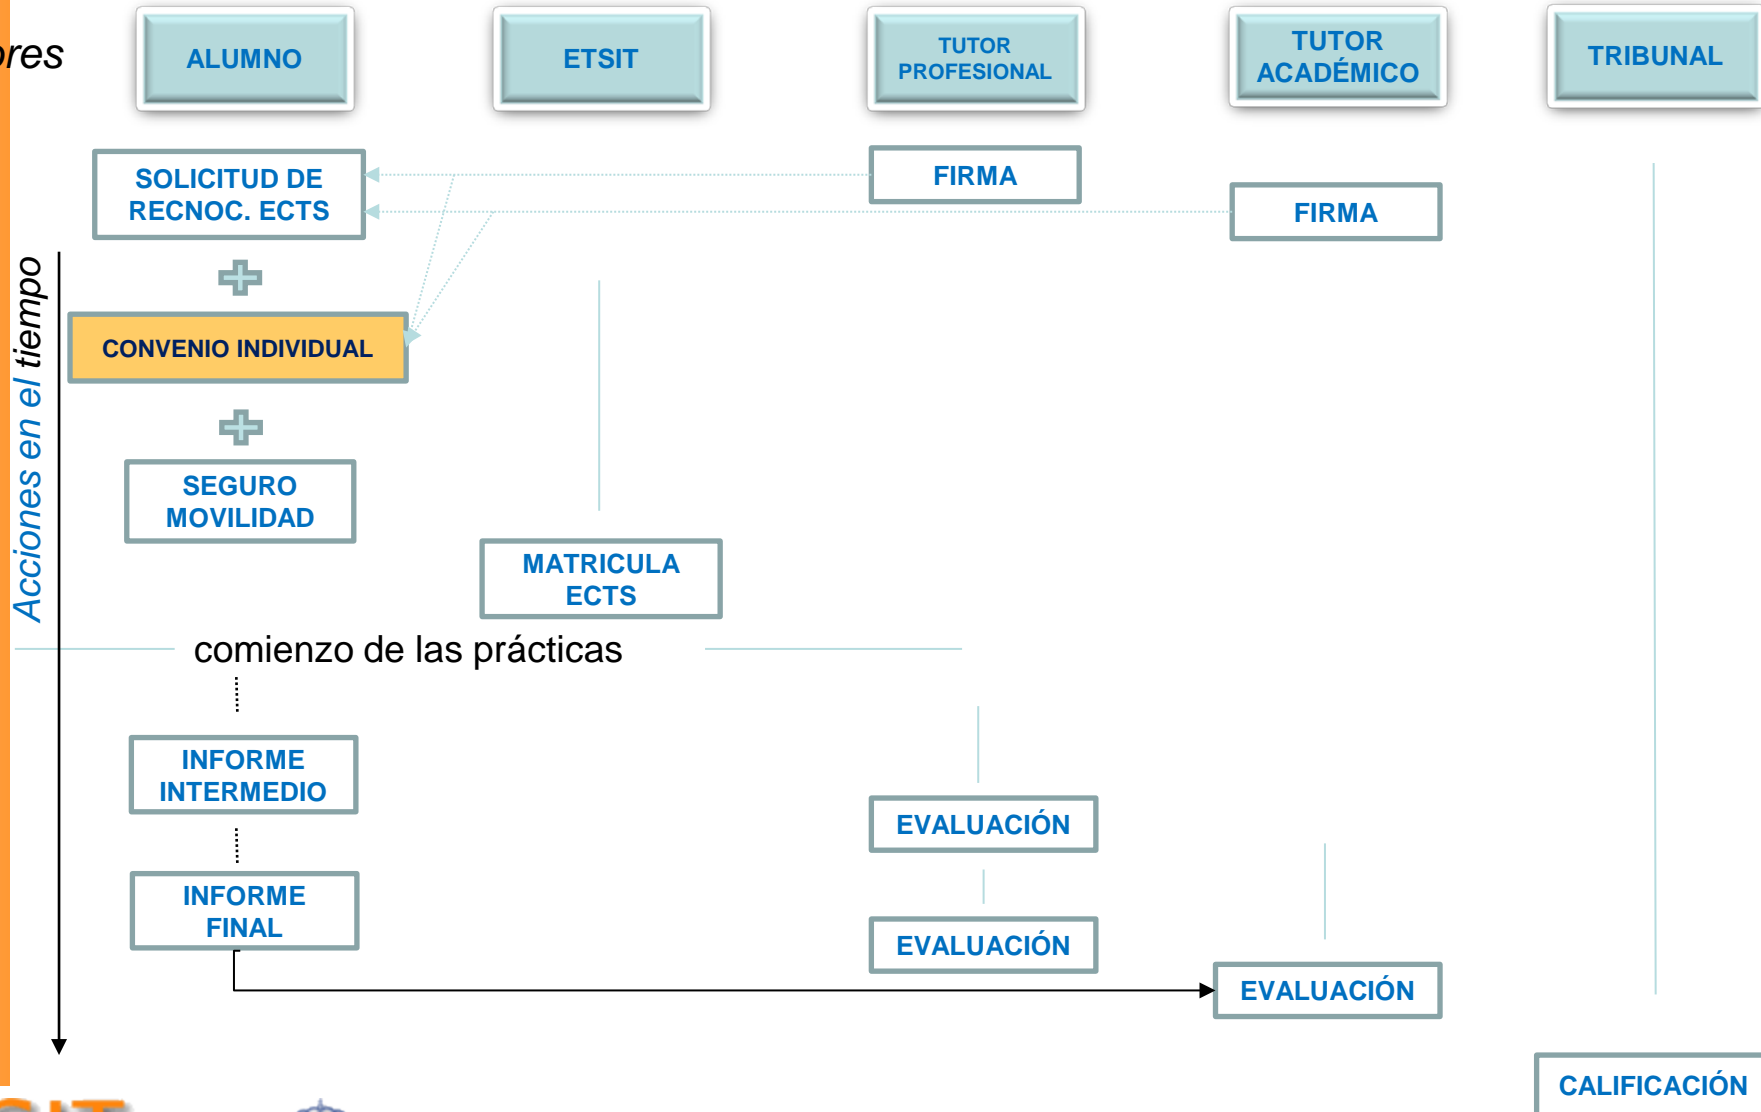 ALUMNO
ETSIT
TUTOR
PROFESIONAL
TUTOR
ACADÉMICO
TRIBUNAL
SOLICITUD DE
RECNOC. ECTS
FIRMA
FIRMA
Acciones en el tiempo
CONVENIO INDIVIDUAL
SEGURO
MOVILIDAD
MATRICULA
ECTS
comienzo de las prácticas
INFORME
INTERMEDIO
EVALUACIÓN
INFORME
FINAL
EVALUACIÓN
EVALUACIÓN
CALIFICACIÓN